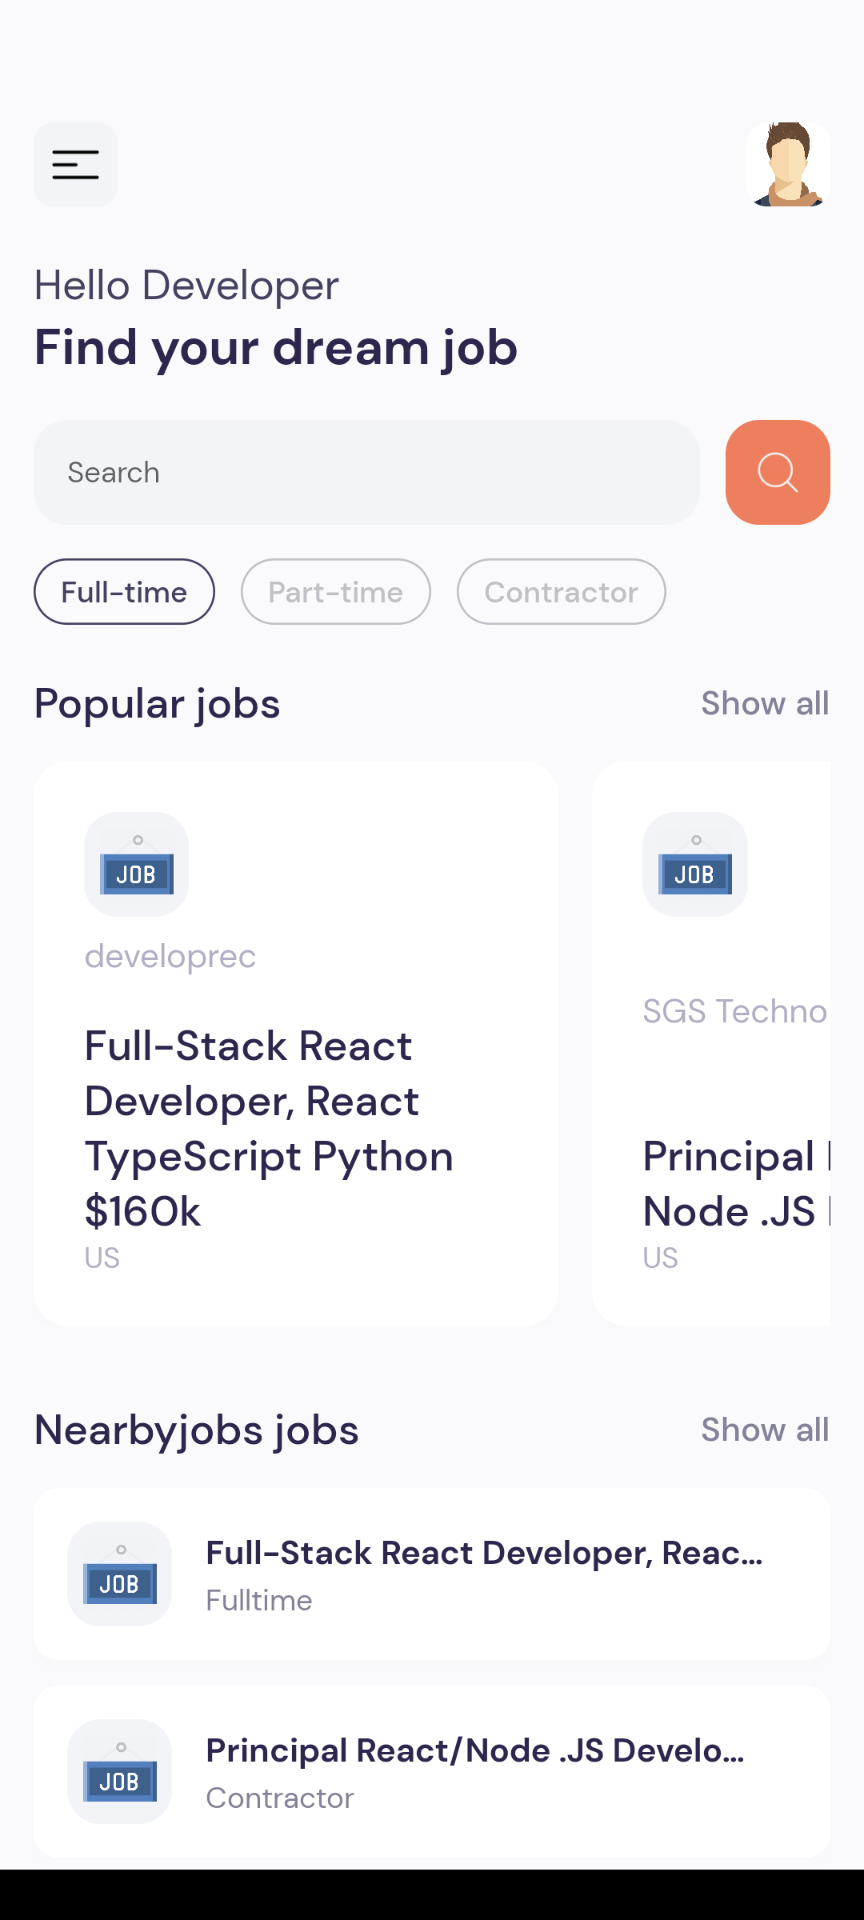 Hello Developer
Find your dream job
Search
Full-time Part-time Contractor
Popular jobs Show all
JOB
developrec
Full-Stack React
Developer, React
TypeScript Python
$160k
US
JOB
SGS Techno
Principal
Node .JS
US
Nearbyjobs jobs Show all
JOB
Full-Stack React Developer, Reac...
Fulltime
JOB
Principal React/Node .JS Develo...
Contractor